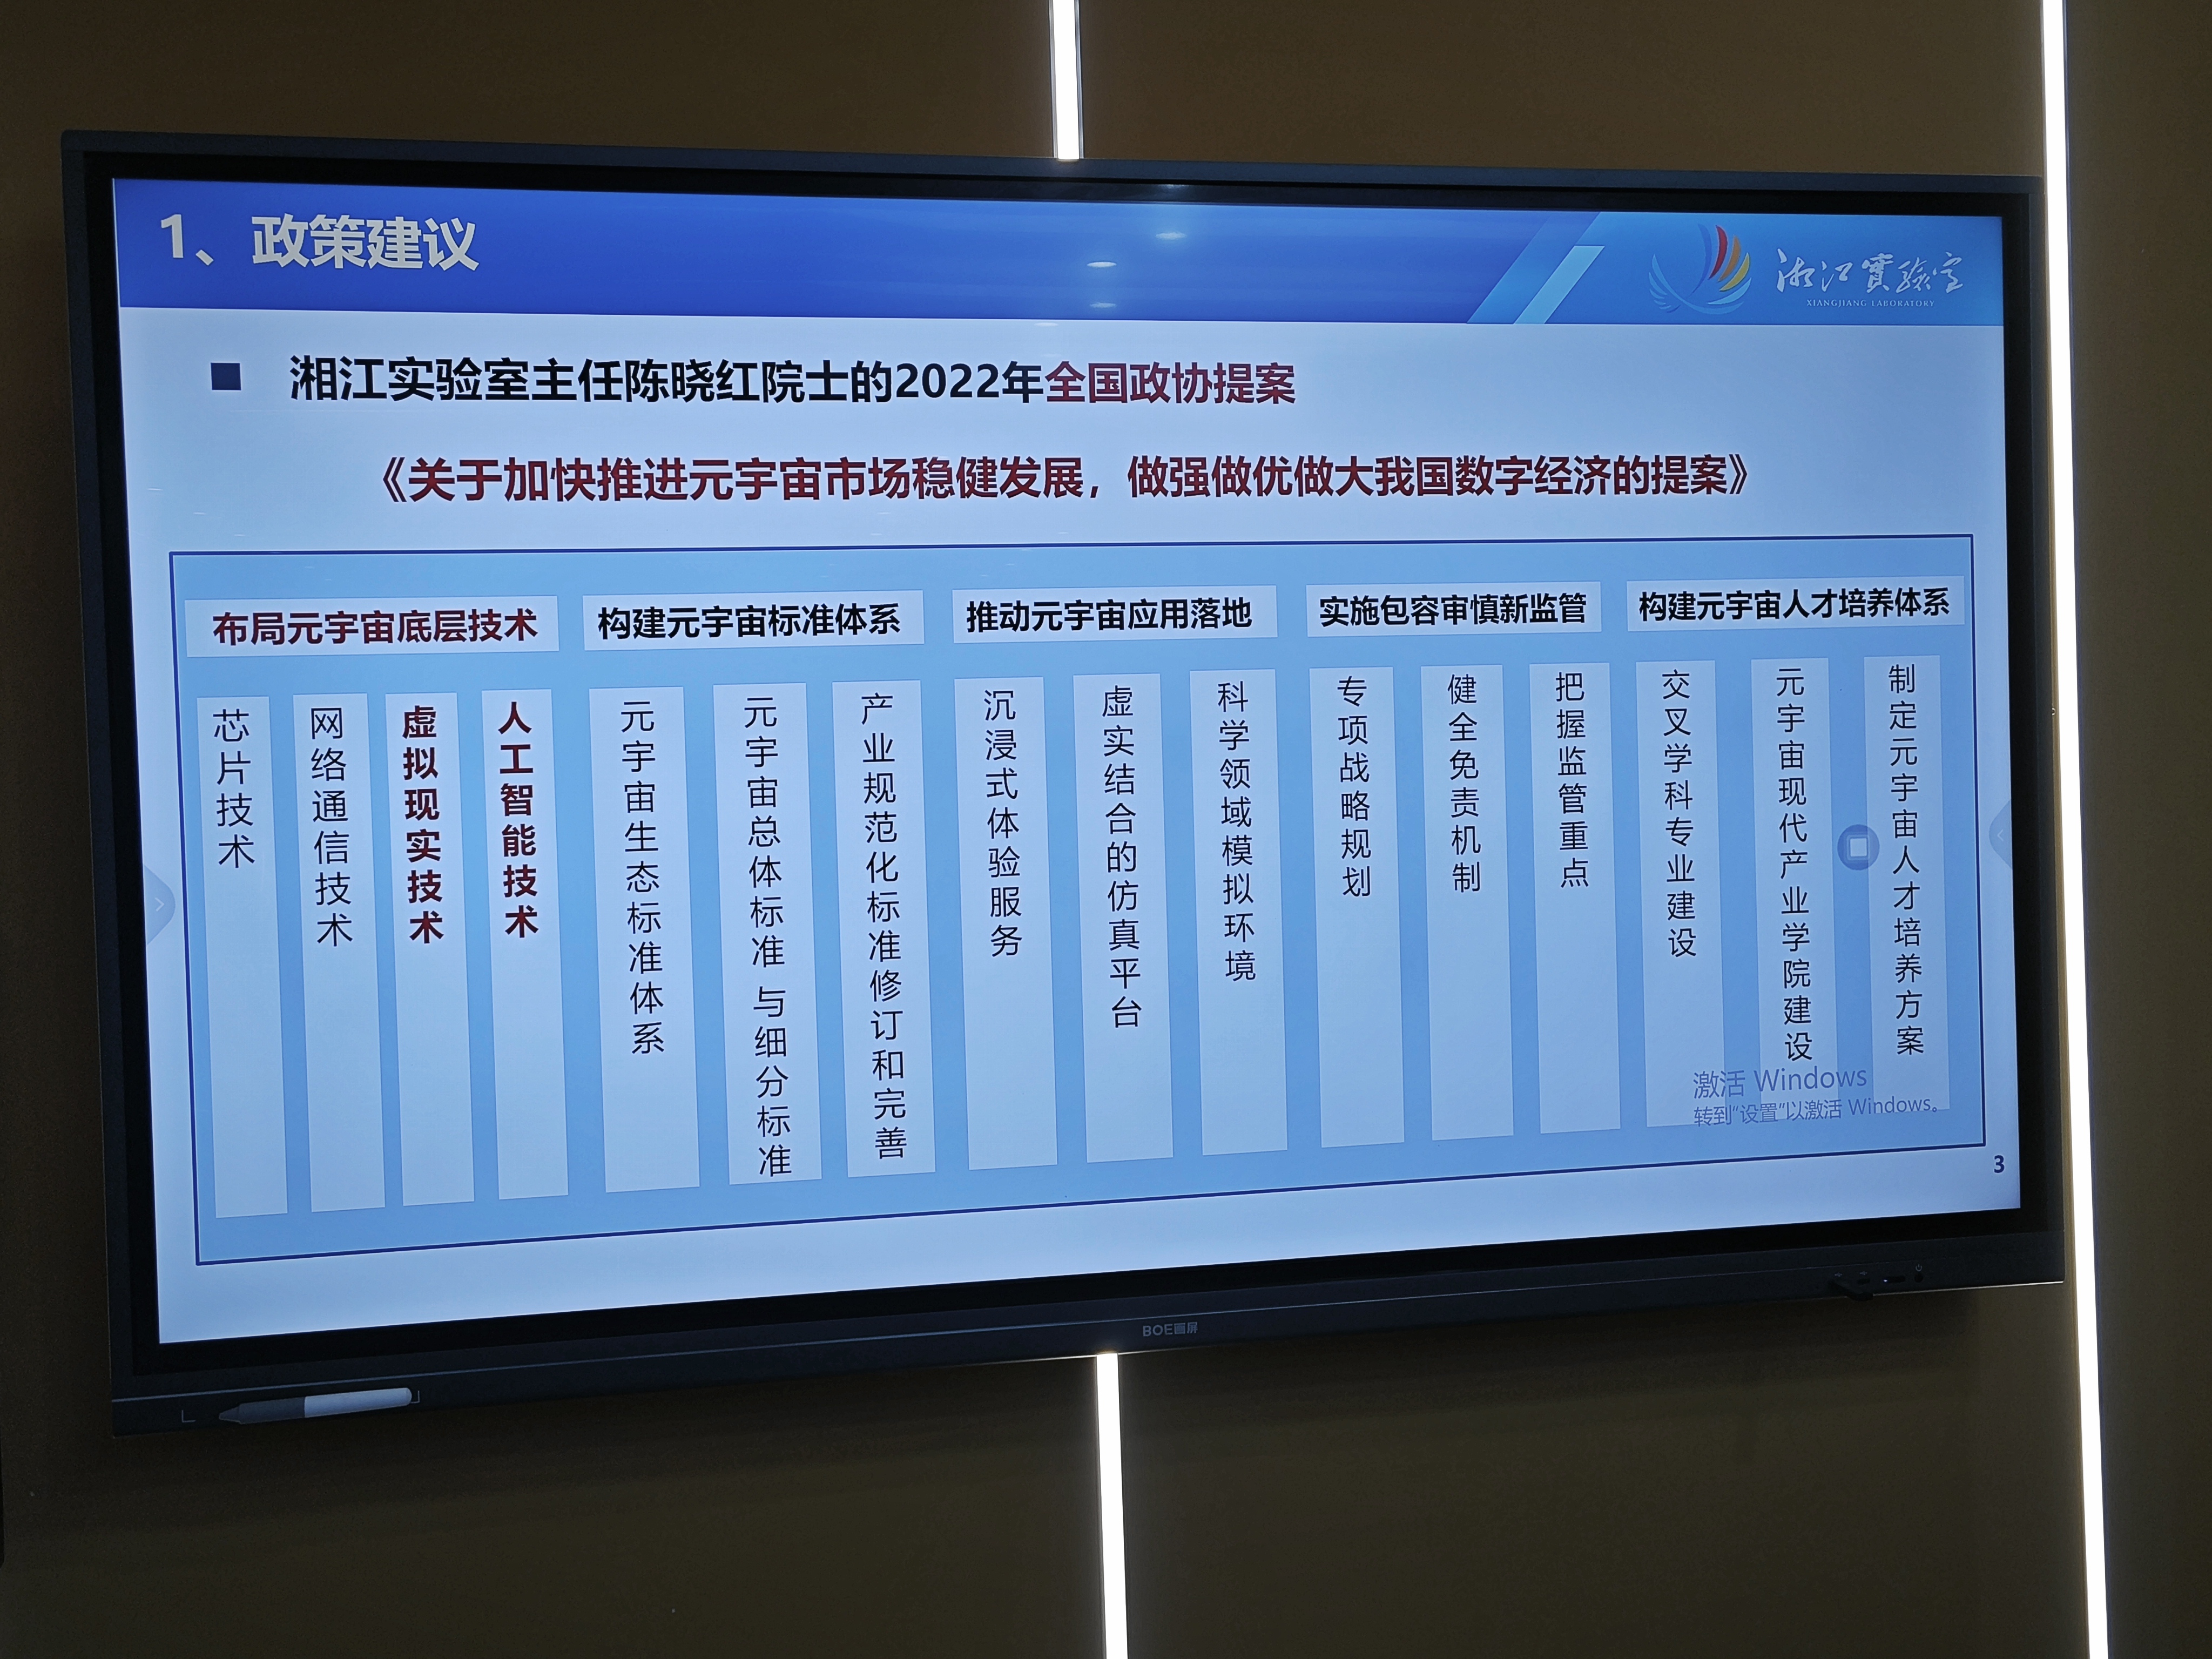 1、政策建议
湘江實驗室
XIANGJIANG LABORATORY
■ 湘江实验室主任陈晓红院士的2022年全国政协提案
《关于加快推进元宇宙市场稳健发展，做强做优做大我国数字经济的提案》
布局元宇宙底层技术
芯片技术
网络通信技术
虚拟现实技术
人工智能技术
构建元宇宙标准体系
元宇宙生态标准体系
元宇宙总体标准与细分标准
产业规范化标准修订和完善
推动元宇宙应用落地
沉浸式体验服务
虚实结合的仿真平台
科学领域模拟环境
实施包容审慎新监管
专项战略规划
健全免责机制
把握监管重点
构建元宇宙人才培养体系
交叉学科专业建设
元宇宙现代产业学院建设
制定元宇宙人才培养方案
激活 Windows
转到“设置”以激活 Windows。
3
BOE画屏